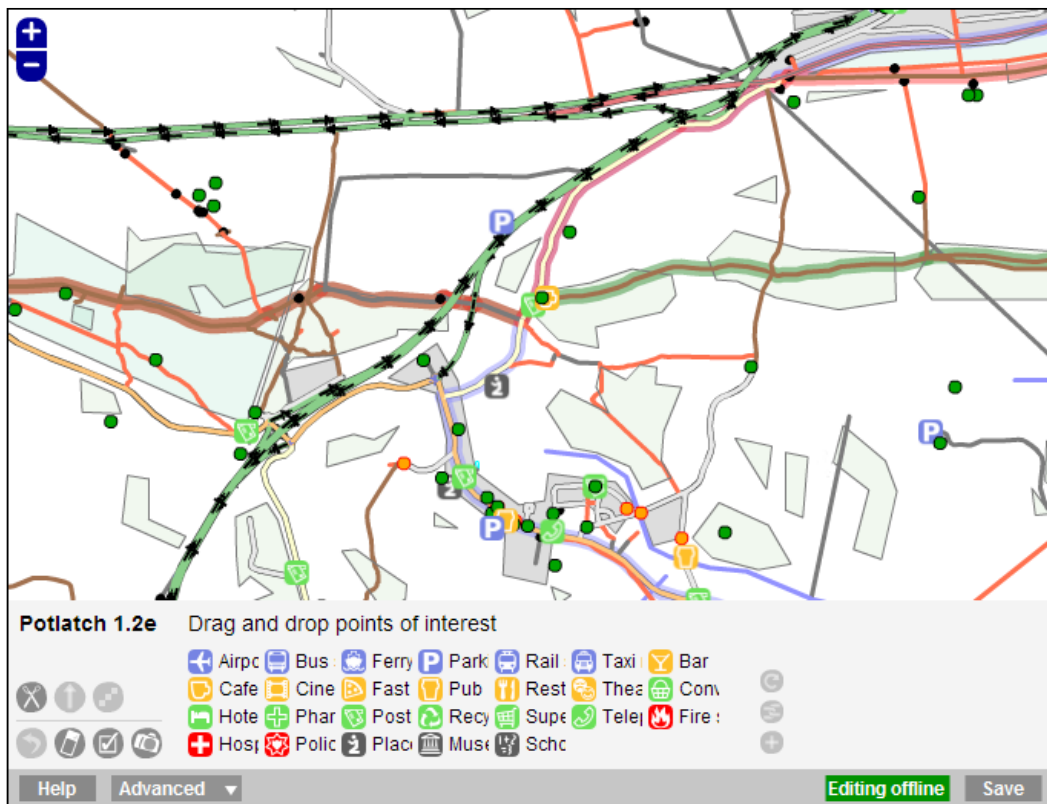 +
−
P
P
P
Potlatch 1.2e Drag and drop points of interest
Airpc Bus Ferry P Park Rail Taxi Bar
Cafe Cine Fast Pub Rest Thea Conv
Hote Phar Post Recy Supe Telep Fire
Hosp Polic Place Muse Scho
Help Advanced ▼ Editing offline Save